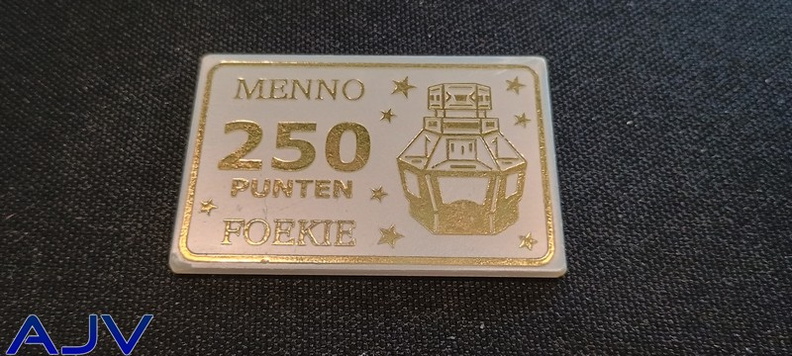 MENNO
250
PUNTEN
FOEKIE
AJV